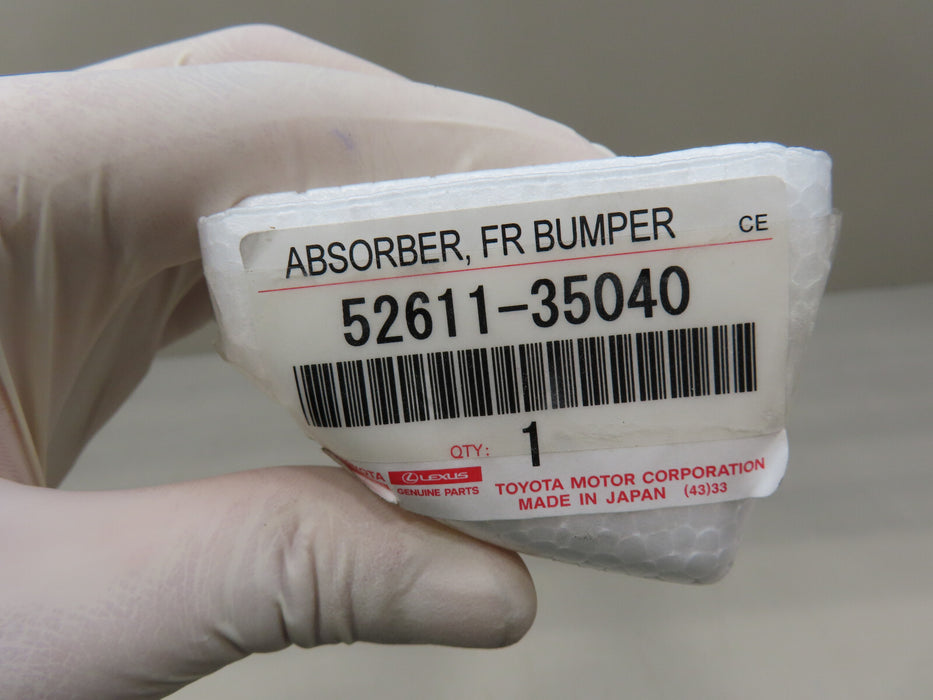 ABSORBER, FR BUMPER CE
52611-35040
QTY: 1
LEXUS
GENUINE PARTS
TOYOTA MOTOR CORPORATION
MADE IN JAPAN (43)33